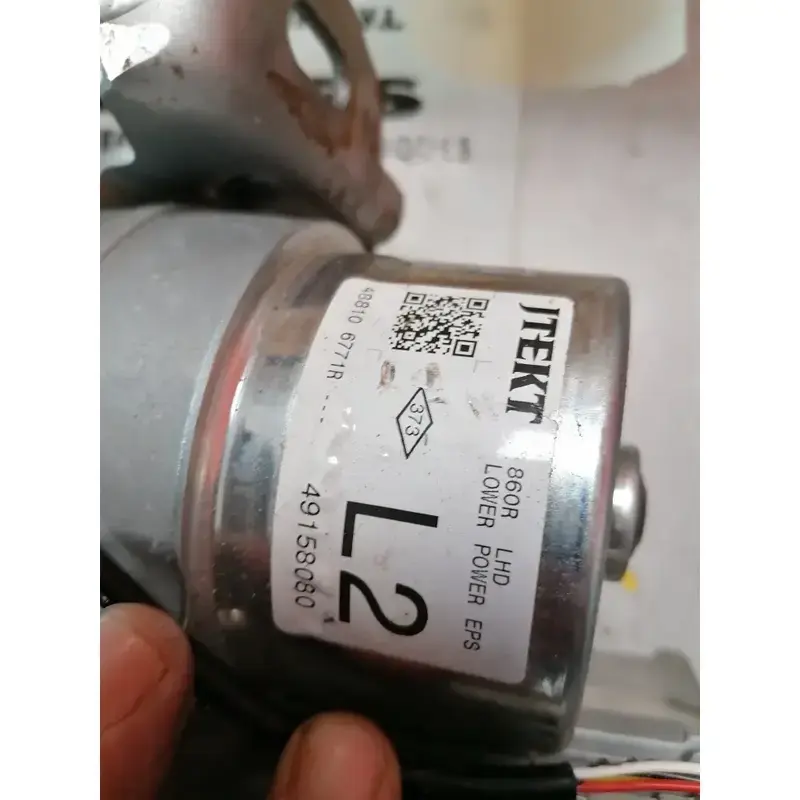 JTEKT
860R LHD
LOWER POWER EPS
373
L2
48810 6771R ---
49158080